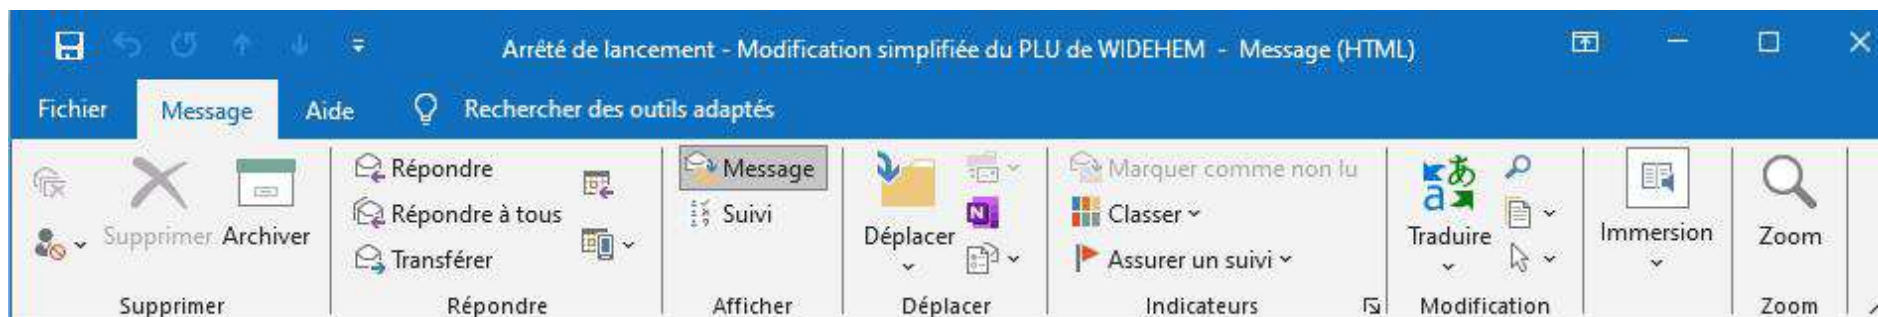 Arrêté de lancement - Modification simplifiée du PLU de WIDEHEM - Message (HTML)
Fichier Message Aide Rechercher des outils adaptés
Répondre Message Marquer comme non lu
Répondre à tous Suivi Classer
Supprimer Archiver Déplacer Traduire Immersion Zoom
Transférer Assurer un suivi
Supprimer Répondre Afficher Déplacer Indicateurs Modification Zoom